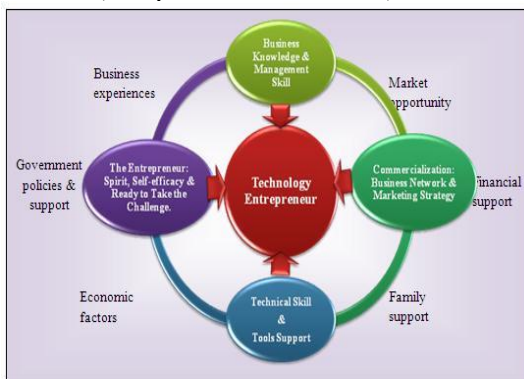 Business
Knowledge &
Management
Skill
Business
experiences
Market
opportunity
Government
policies &
support
The Entrepreneur:
Spirit, Self-efficacy &
Ready to Take the
Challenge.
Technology
Entrepreneur
Commercialization:
Business Network &
Marketing Strategy
Financial
support
Economic
factors
Technical Skill
&
Tools Support
Family
support